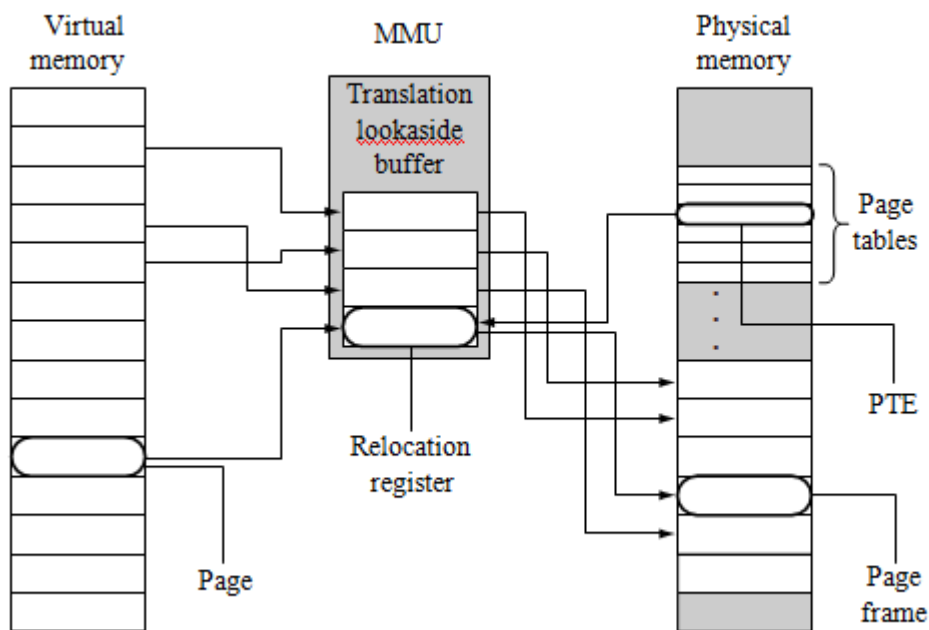 Virtual
memory
MMU
Physical
memory
Translation
lookaside
buffer
Page
tables
PTE
Relocation
register
Page
Page
frame